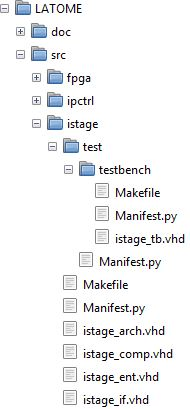 LATOME
doc
src
fpga
ipctrl
istage
test
testbench
Makefile
Manifest.py
istage_tb.vhd
Manifest.py
Makefile
Manifest.py
istage_arch.vhd
istage_comp.vhd
istage_ent.vhd
istage_if.vhd